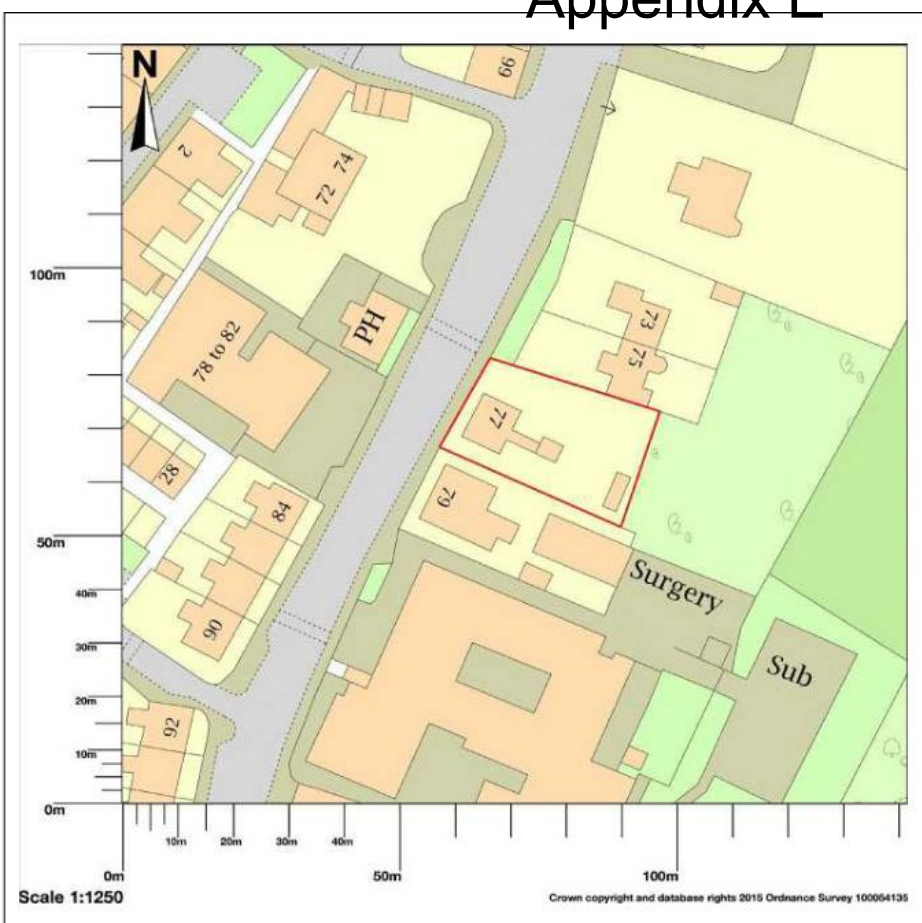 Appendix E
N
66
2
72 74
PH
73
75
78 to 82
77
79
28
84
90
92
Surgery
Sub
100m
50m
40m
30m
20m
10m
0m
10m
20m
30m
40m
0m
50m
100m
Scale 1:1250
Crown copyright and database rights 2015 Ordnance Survey 100054135